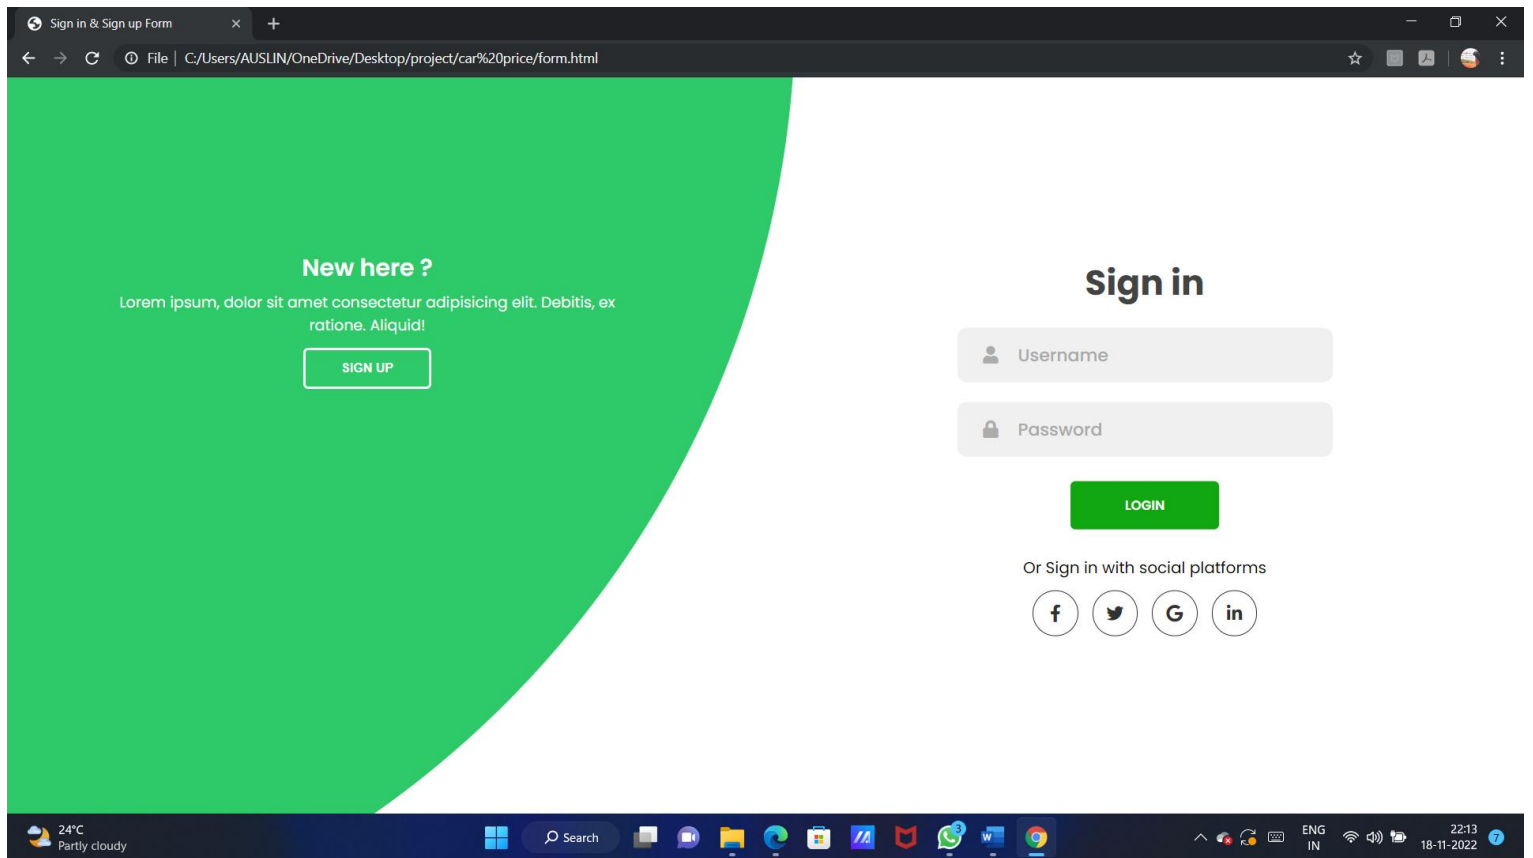 Sign in & Sign up Form
File | C:/Users/AUSLIN/OneDrive/Desktop/project/car%20price/form.html
New here ?
Lorem ipsum, dolor sit amet consectetur adipisicing elit. Debitis, ex
ratione. Aliquid!
SIGN UP
Sign in
Username
Password
LOGIN
Or Sign in with social platforms
f
G
in
24°C
Partly cloudy
Search
3
W
ENG
IN
22:13
18-11-2022
7